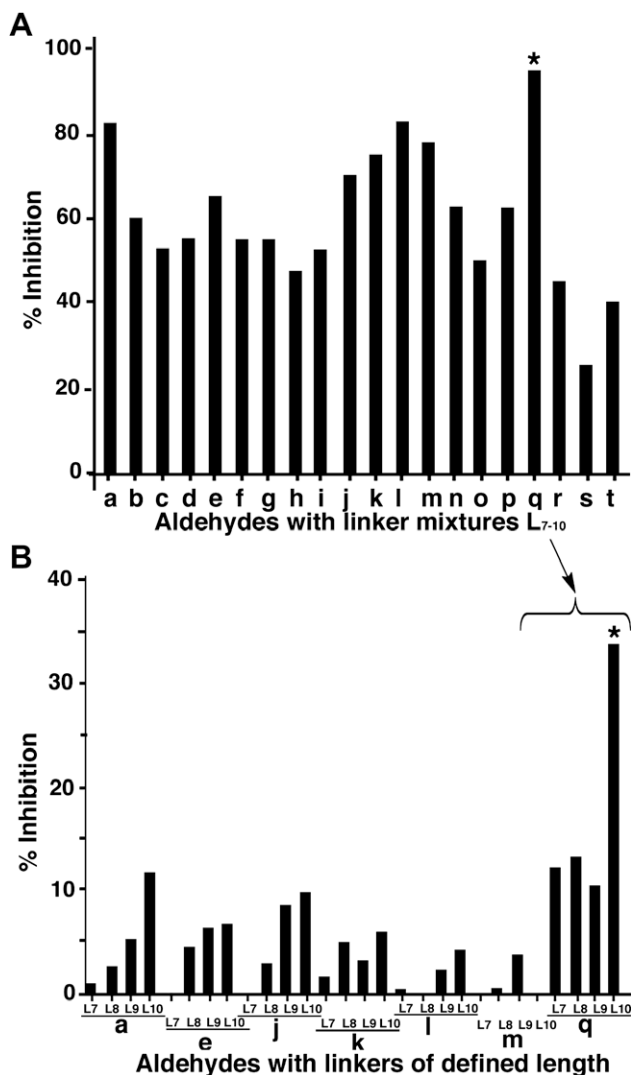 A
100
*
80
60
40
20
0
% Inhibition
a b c d e f g h i j k l m n o p q r s t
Aldehydes with linker mixtures L7-10
B
40
*
30
20
10
0
% Inhibition
L7 L8 L9 L10 L7 L8 L9 L10 L7 L8 L9 L10 L7 L8 L9 L10 L7 L8 L9 L10 L7 L8 L9 L10 L7 L8 L9 L10
a e j k l m q
Aldehydes with linkers of defined length